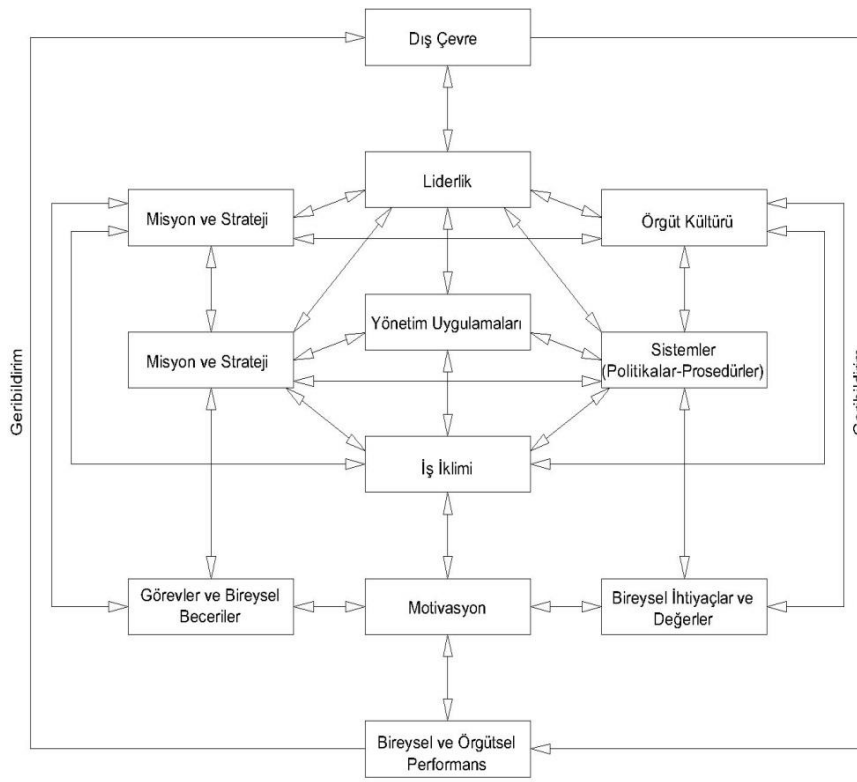 Dış Çevre
Liderlik
Misyon ve Strateji
Örgüt Kültürü
Yönetim Uygulamaları
Misyon ve Strateji
Sistemler
(Politikalar-Prosedürler)
Geribildirim
Geribildirim
İş İklimi
Görevler ve Bireysel
Beceriler
Motivasyon
Bireysel İhtiyaçlar ve
Değerler
Bireysel ve Örgütsel
Performans